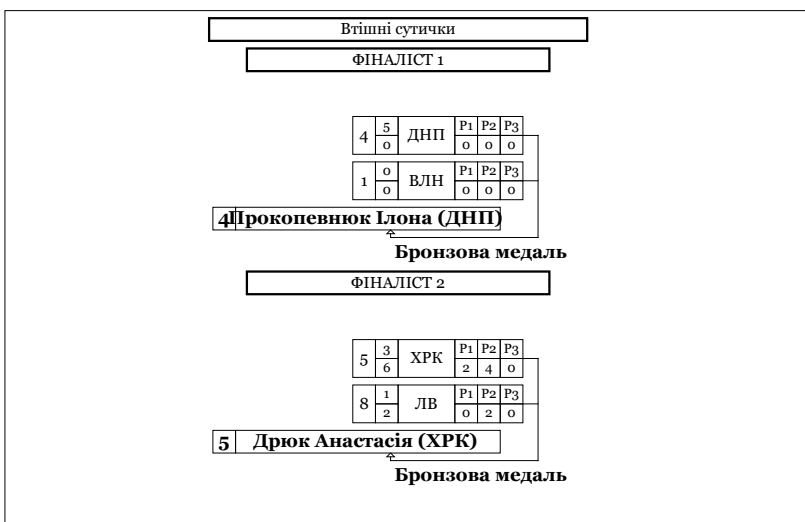 Втішні сутички
ФІНАЛІСТ 1
4 5 ДНП P1 P2 P3
0 0 0 0
1 0 ВЛН P1 P2 P3
0 0 0 0
4 Прокопевнюк Ілона (ДНП)
Бронзова медаль
ФІНАЛІСТ 2
5 3 ХРК P1 P2 P3
6 2 4 0
8 1 ЛВ P1 P2 P3
2 0 2 0
5 Дрюк Анастасія (ХРК)
Бронзова медаль